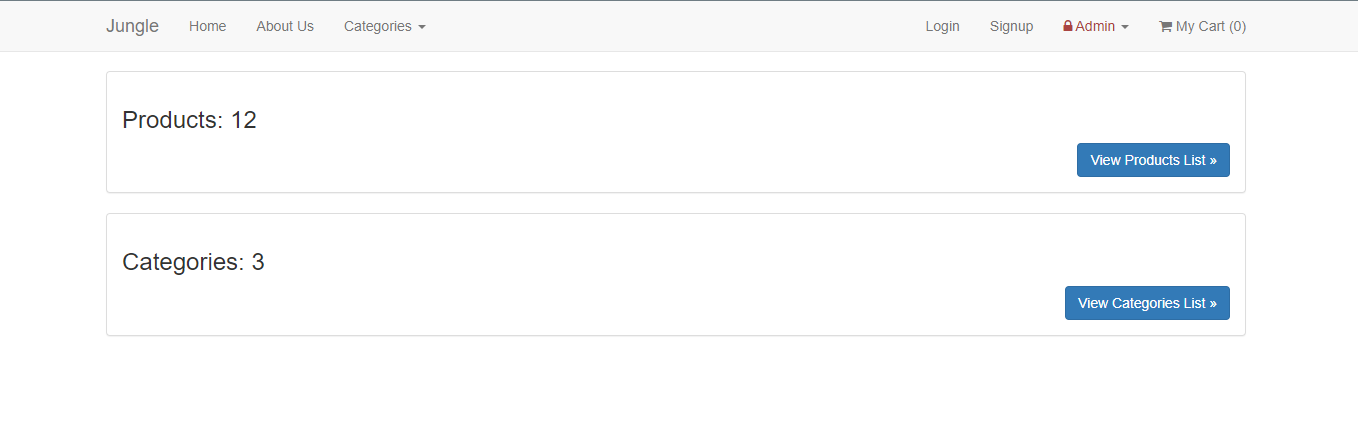 Jungle Home About Us Categories Login Signup Admin My Cart (0)
Products: 12
View Products List »
Categories: 3
View Categories List »